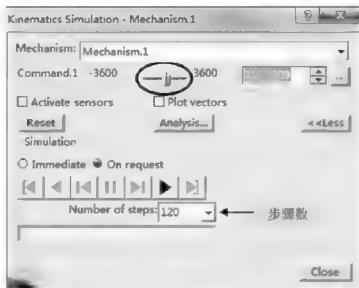 Kinematics Simulation - Mechanism.1
Mechanism: Mechanism.1
Command.1 -3600 3600 ...
Activate sensors Plot vectors
Reset Analysis... <<Less
Simulation
Immediate On request
Number of steps: 120 步骤数
Close